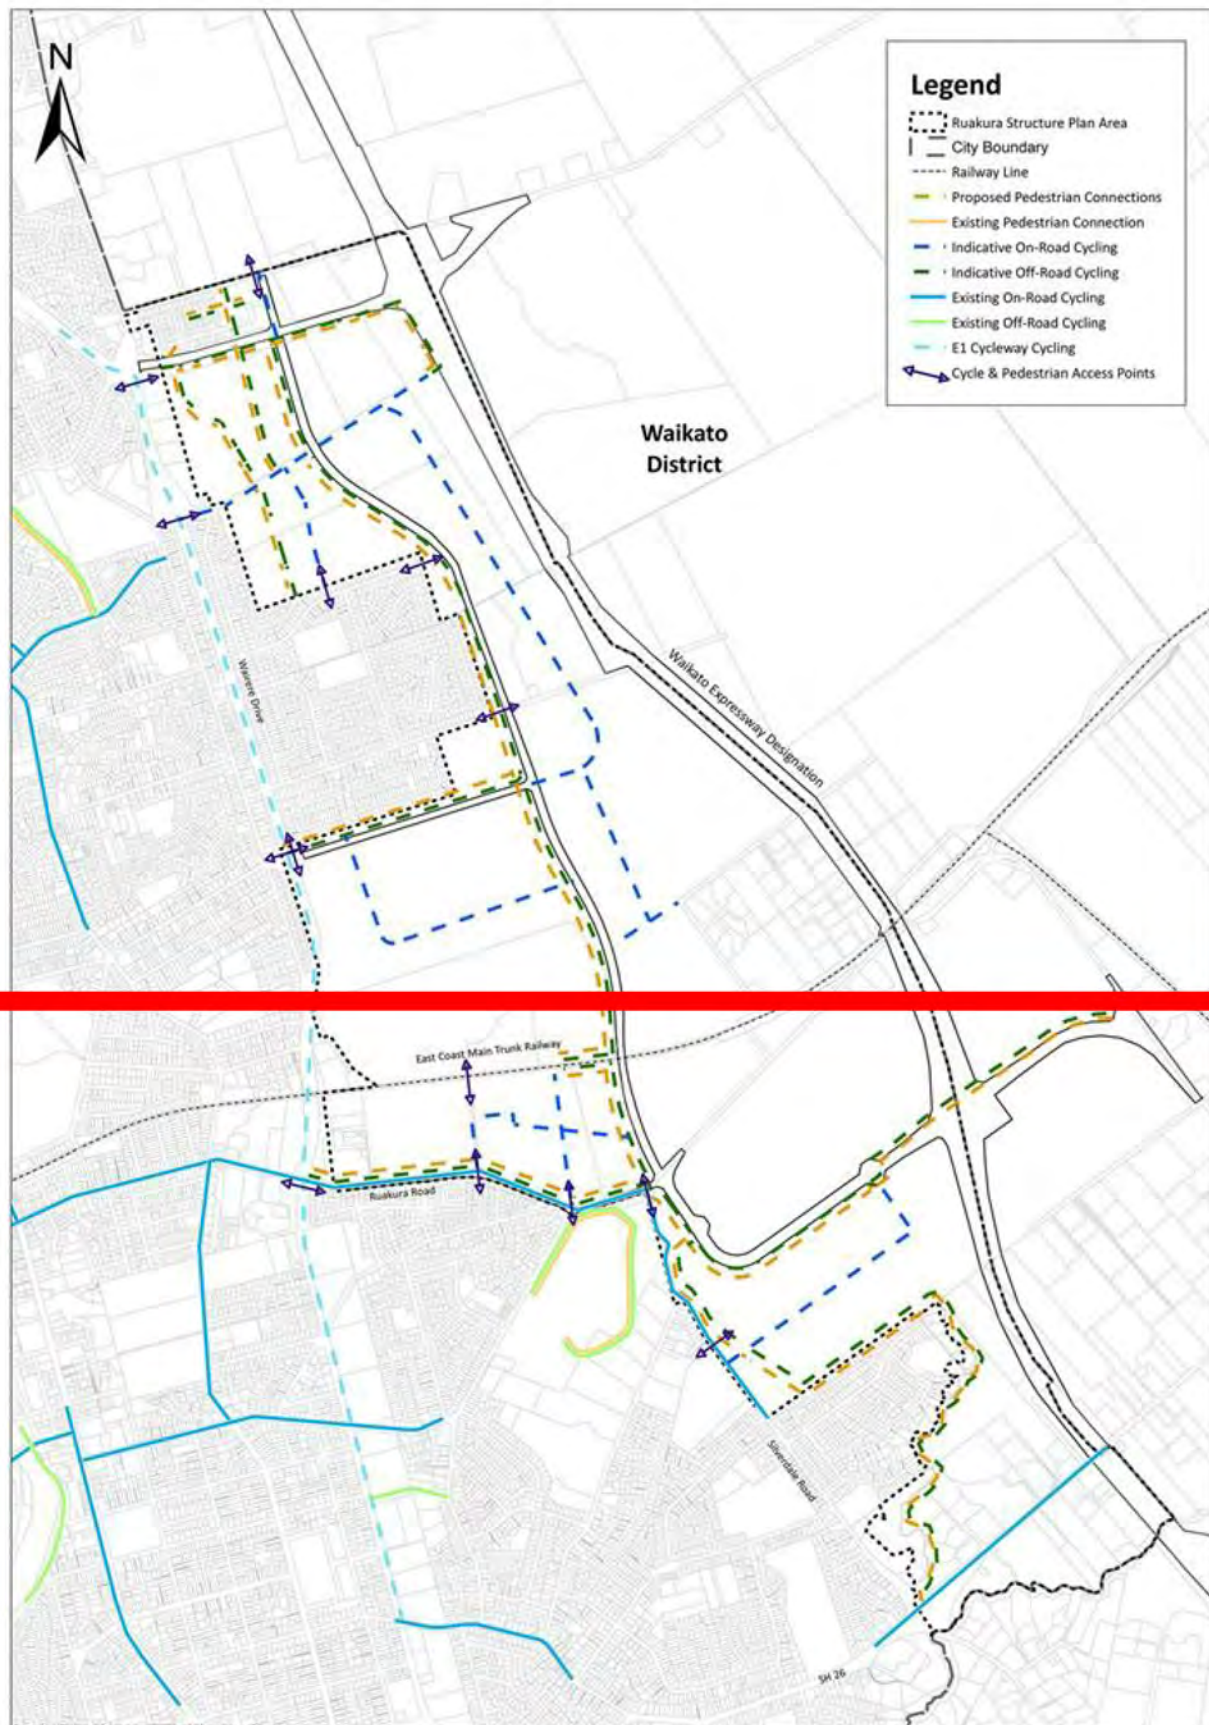 N
Legend
Ruakura Structure Plan Area
City Boundary
Railway Line
Proposed Pedestrian Connections
Existing Pedestrian Connection
Indicative On-Road Cycling
Indicative Off-Road Cycling
Existing On-Road Cycling
Existing Off-Road Cycling
E1 Cycleway Cycling
Cycle & Pedestrian Access Points
Waikato
District
Wairere Drive
Waikato Expressway Designation
East Coast Main Trunk Railway
Ruakura Road
Silverdale Road
SH 26